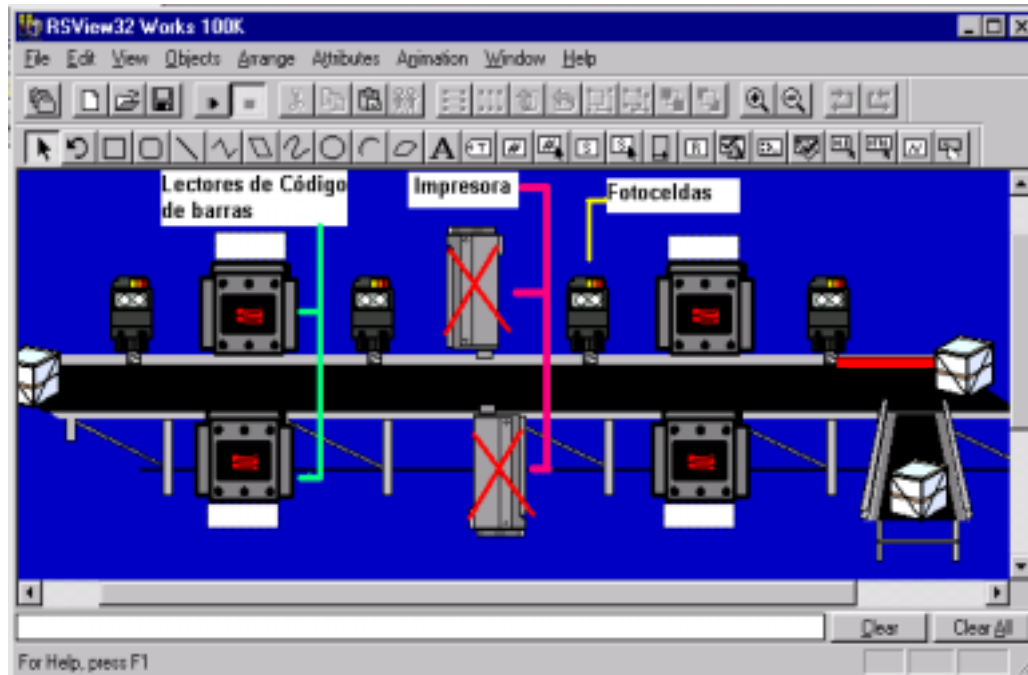 RSView32 Works 100K
File Edit View Objects Arrange Attributes Animation Window Help
A
Lectores de Código
de barras
Impresora
Fotoceldas
Clear Clear All
For Help, press F1